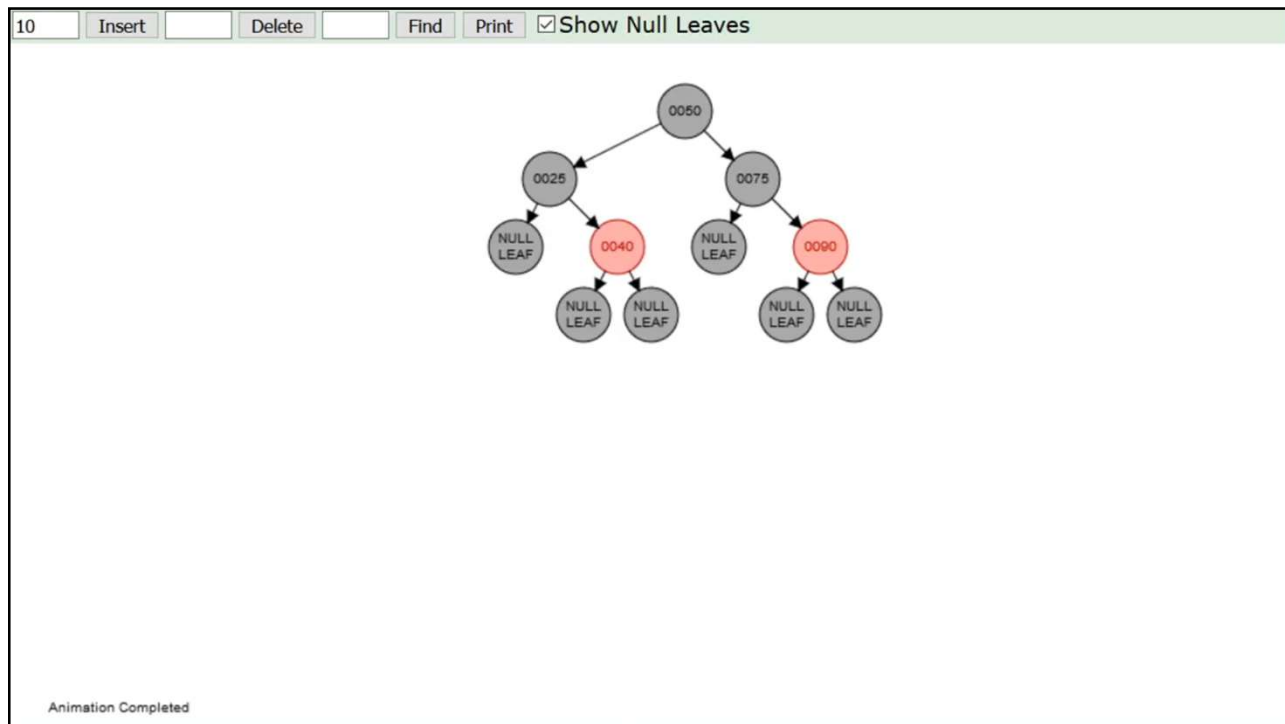 10 Insert Delete Find Print Show Null Leaves
0050
0025 0075
NULL LEAF 0040 NULL LEAF 0090
NULL LEAF NULL LEAF NULL LEAF NULL LEAF
Animation Completed